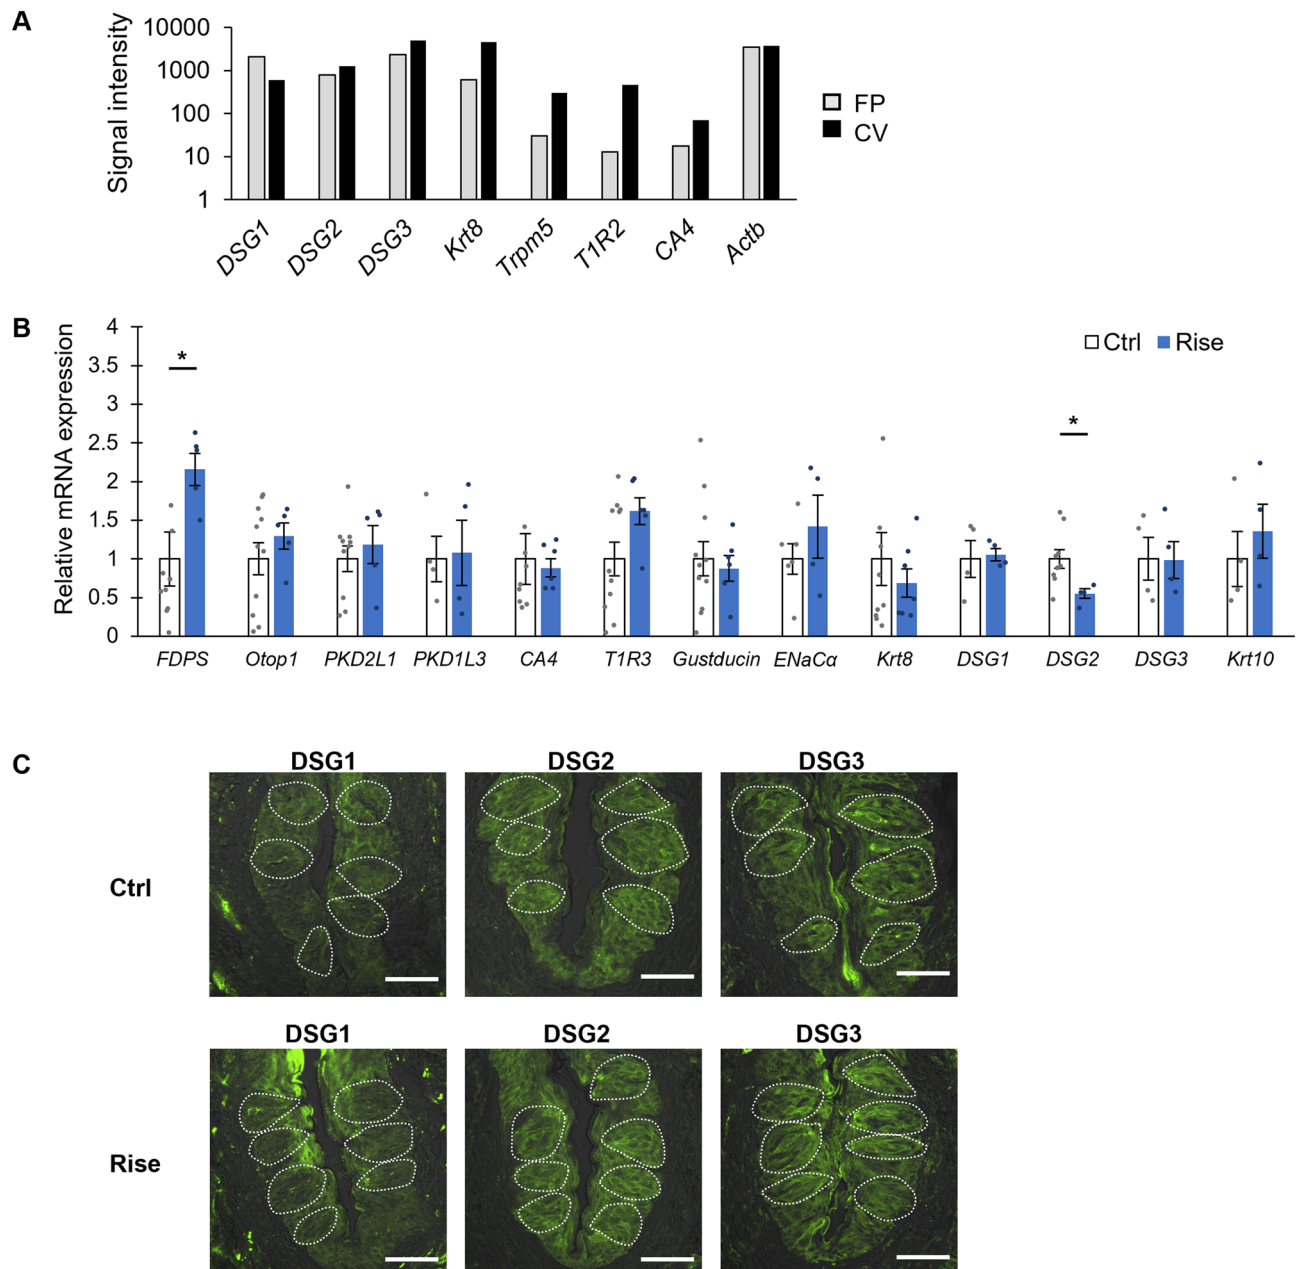 A
Signal intensity
10000
1000
100
10
1
FP
CV
DSG1 DSG2 DSG3 Krt8 Trpm5 T1R2 CA4 Actb
B
Relative mRNA expression
4
3.5
3
2.5
2
1.5
1
0.5
0
Ctrl Rise
*
*
FDPS Otop1 PKD2L1 PKD1L3 CA4 T1R3 Gustducin ENaCα Krt8 DSG1 DSG2 DSG3 Krt10
C
DSG1 DSG2 DSG3
Ctrl
DSG1 DSG2 DSG3
Rise